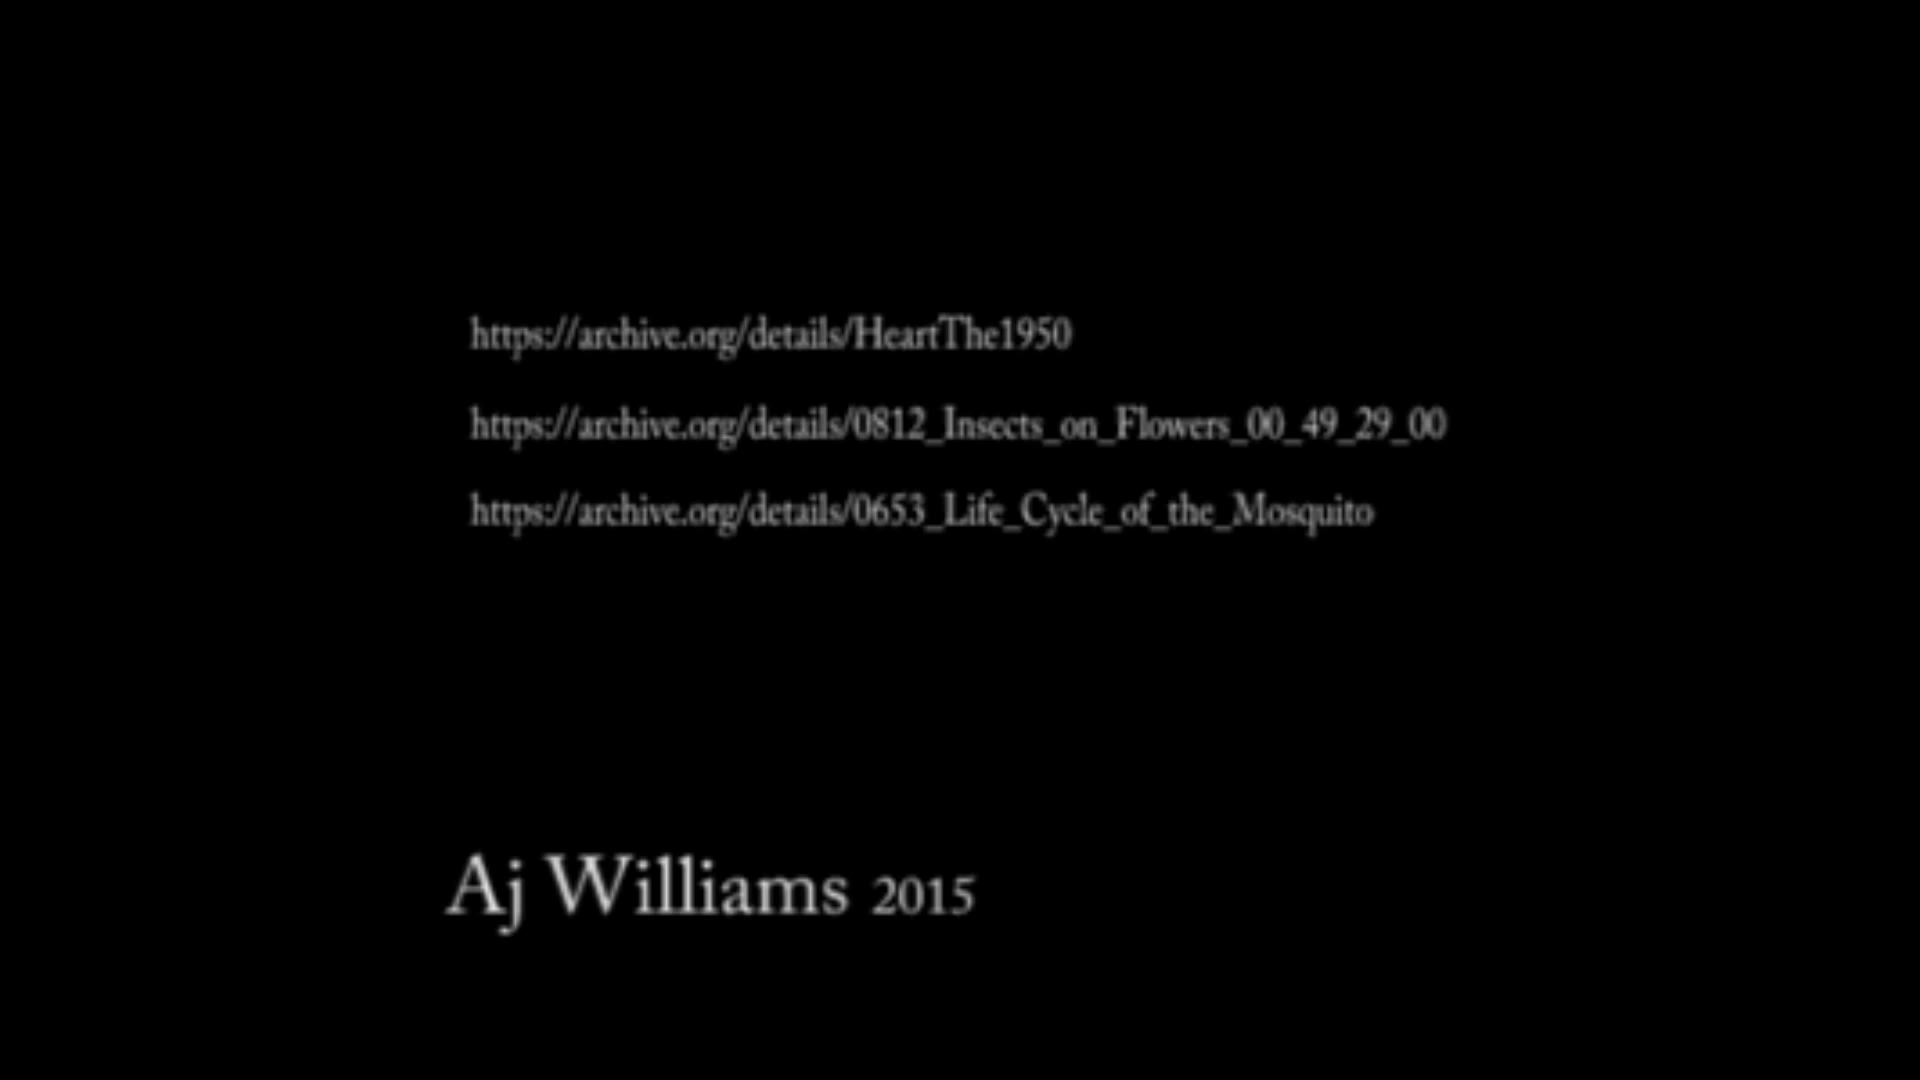 https://archive.org/details/HeartThe1950
https://archive.org/details/0812_Insects_on_Flowers_00_49_29_00
https://archive.org/details/0653_Life_Cycle_of_the_Mosquito
Aj Williams 2015